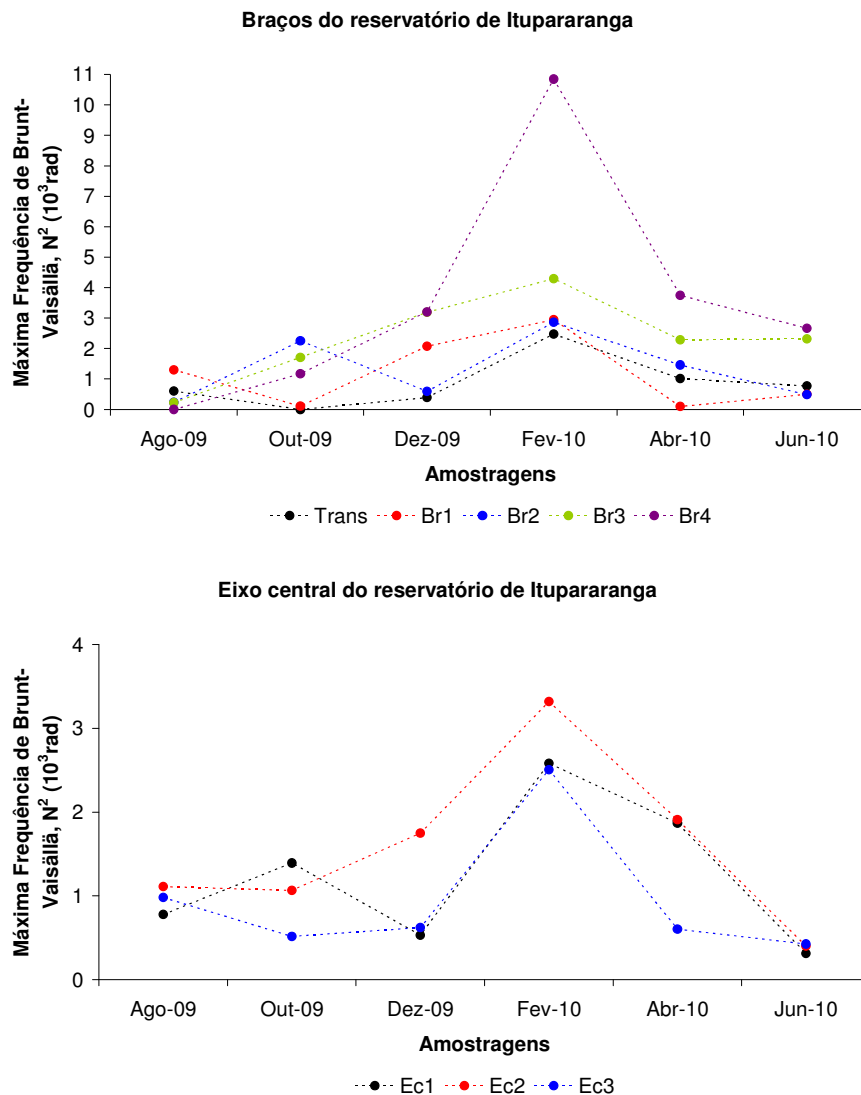 Braços do reservatório de Itupararanga
Máxima Frequência de Brunt-
Vaisällä, N² (10³rad)
11
10
9
8
7
6
5
4
3
2
1
0
Ago-09 Out-09 Dez-09 Fev-10 Abr-10 Jun-10
Amostragens
Trans Br1 Br2 Br3 Br4
Eixo central do reservatório de Itupararanga
Máxima Frequência de Brunt-
Vaisällä, N² (10³rad)
4
3
2
1
0
Ago-09 Out-09 Dez-09 Fev-10 Abr-10 Jun-10
Amostragens
Ec1 Ec2 Ec3